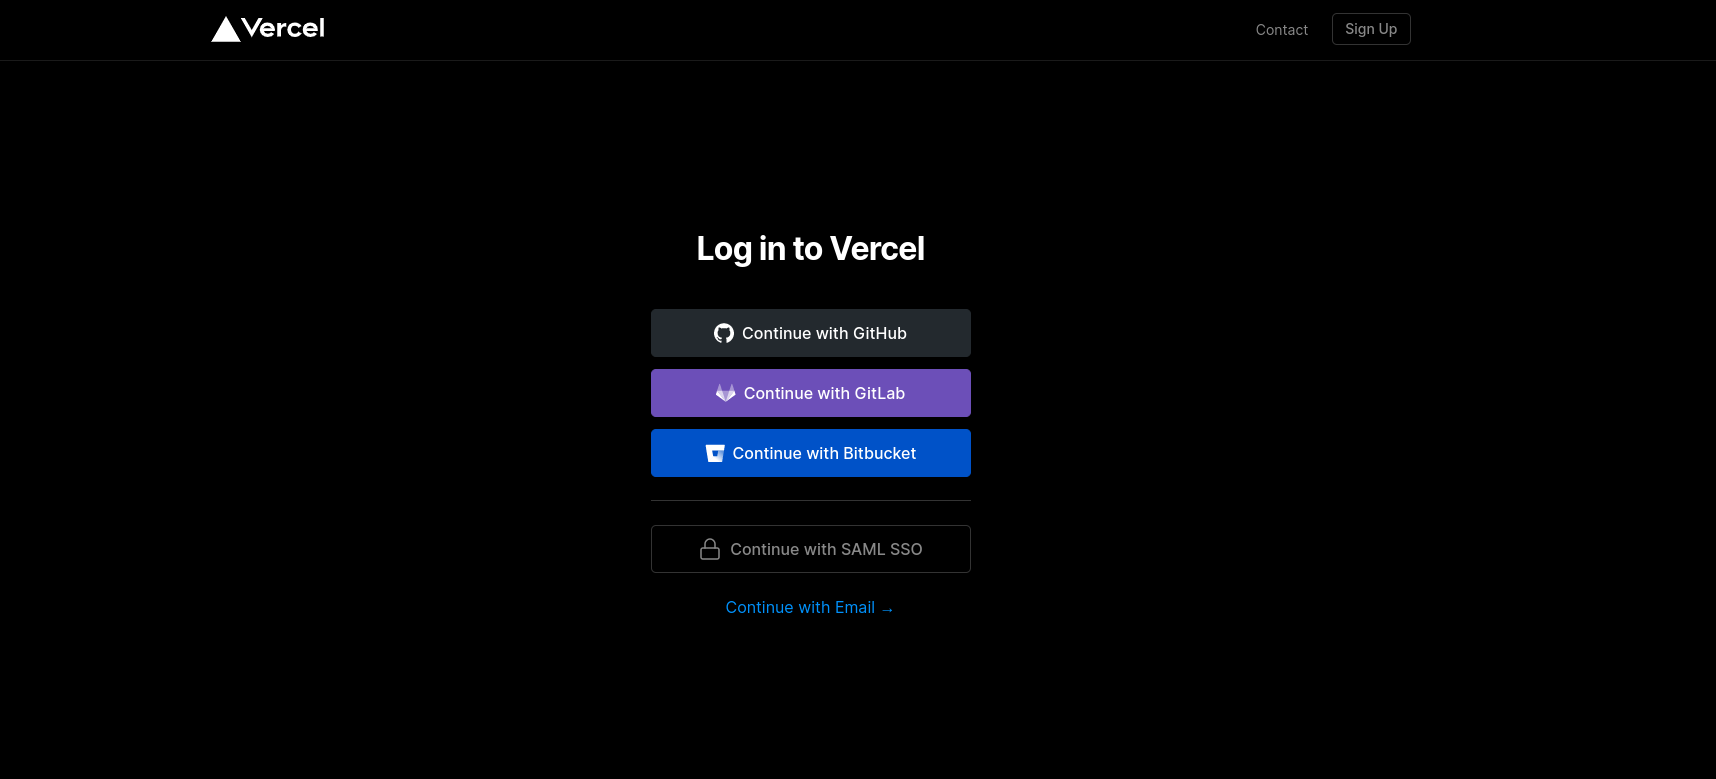 Vercel
Contact
Sign Up
Log in to Vercel
Continue with GitHub
Continue with GitLab
Continue with Bitbucket
Continue with SAML SSO
Continue with Email →